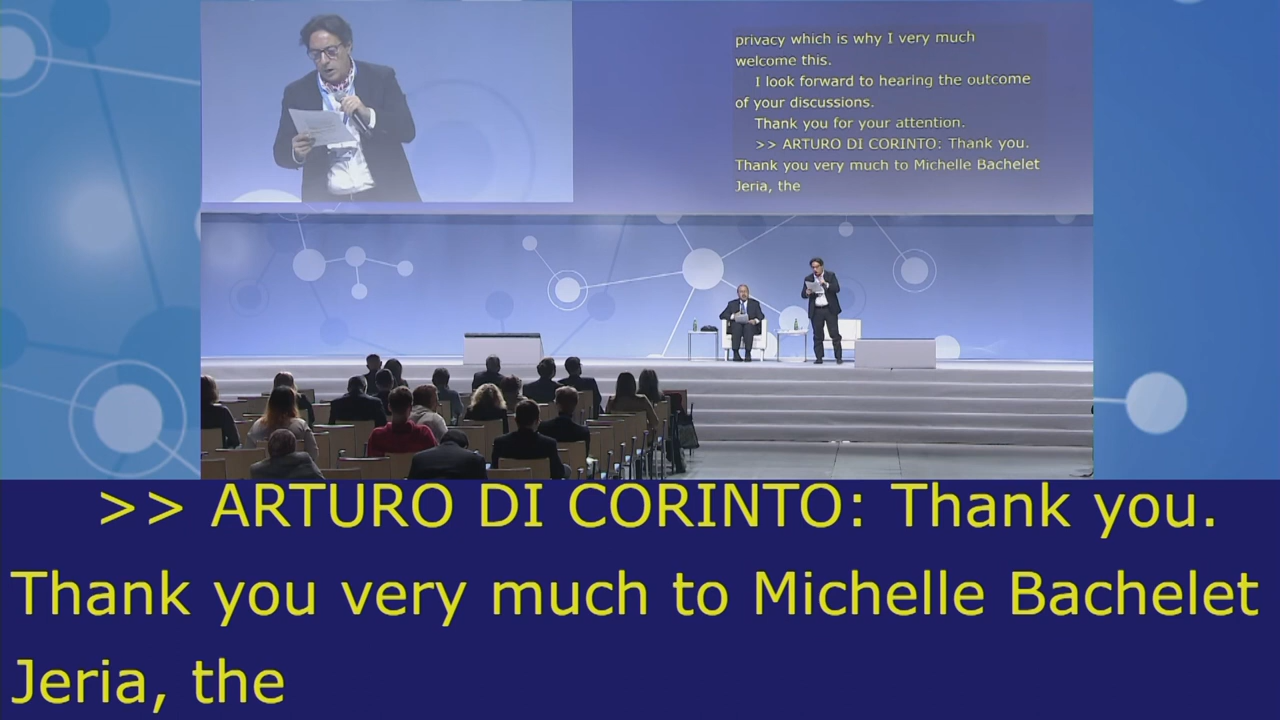 privacy which is why I very much
welcome this.
I look forward to hearing the outcome
of your discussions.
Thank you for your attention.
>> ARTURO DI CORINTO: Thank you.
Thank you very much to Michelle Bachelet
Jeria, the
>> ARTURO DI CORINTO: Thank you.
Thank you very much to Michelle Bachelet
Jeria, the